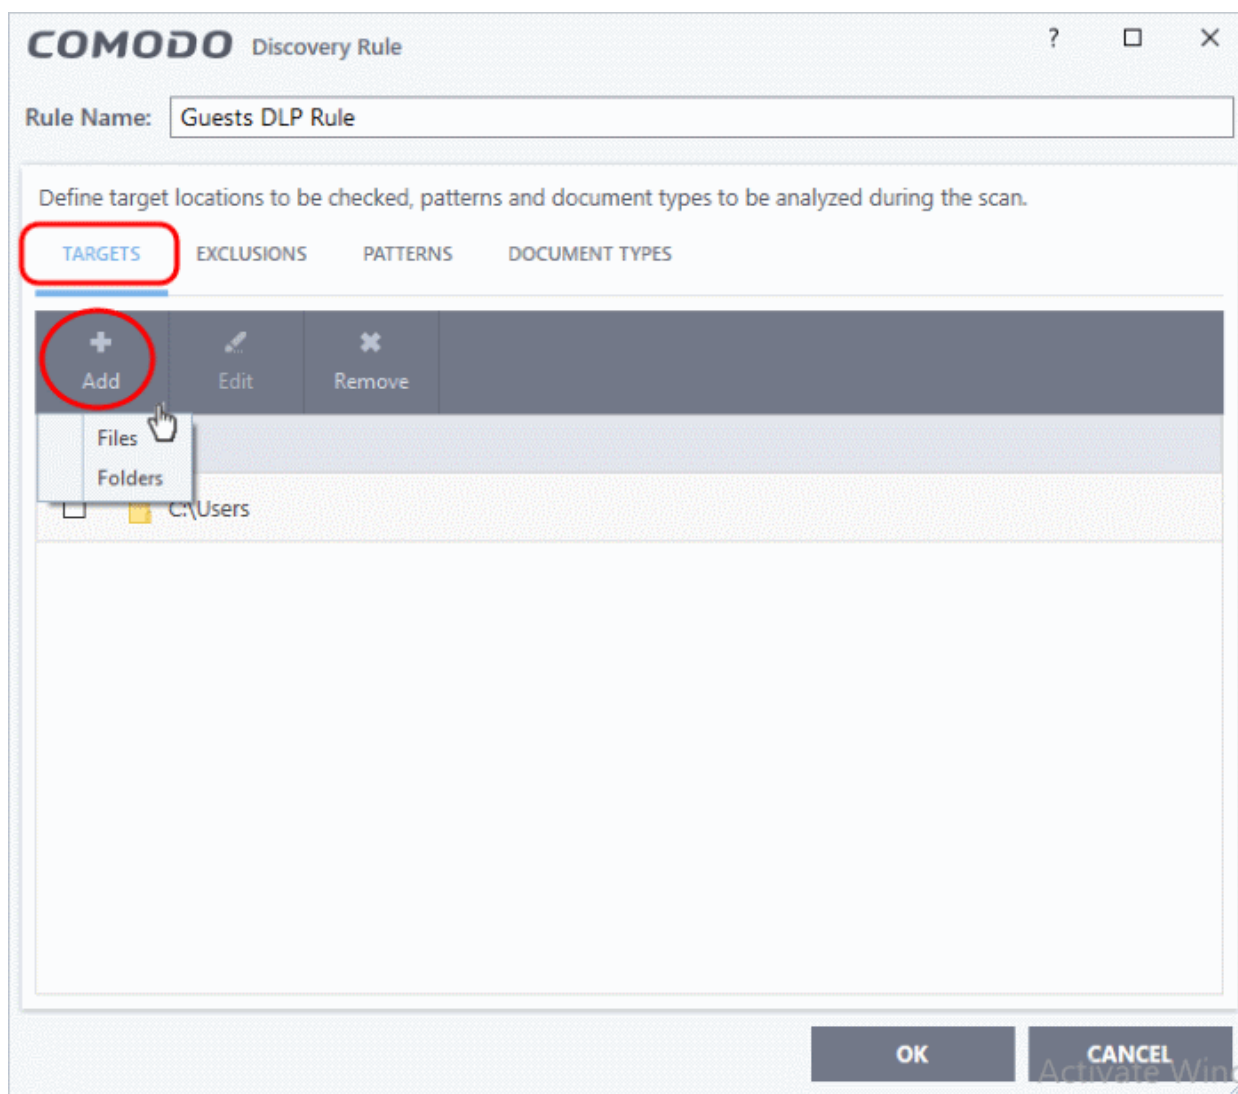 COMODO Discovery Rule ?
Rule Name: Guests DLP Rule
Define target locations to be checked, patterns and document types to be analyzed during the scan.
TARGETS EXCLUSIONS PATTERNS DOCUMENT TYPES
Add Edit Remove
Files
Folders
C:\Users
OK CANCEL
Activate